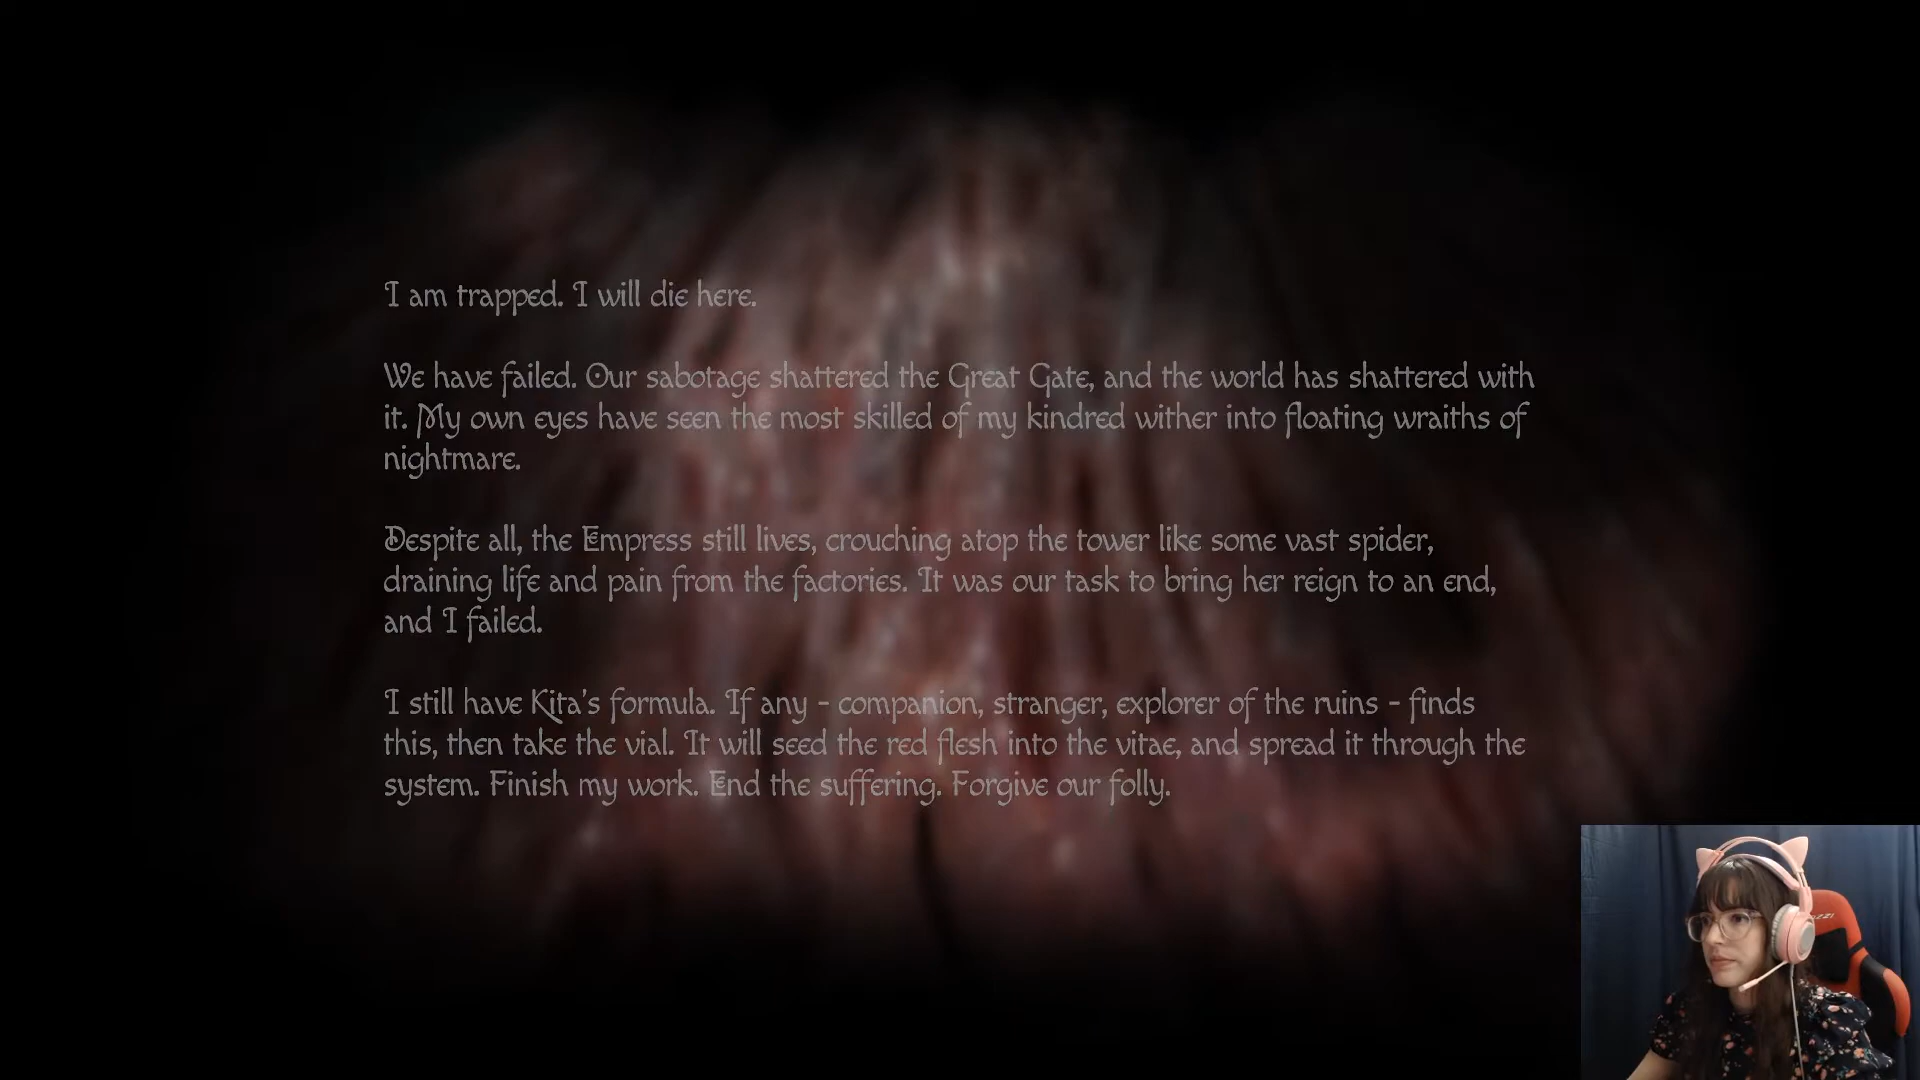 I am trapped. I will die here.
We have failed. Our sabotage shattered the Great Gate, and the world has shattered with
it. My own eyes have seen the most skilled of my kindred wither into floating wraiths of
nightmare.
Despite all, the Empress still lives, crouching atop the tower like some vast spider,
draining life and pain from the factories. It was our task to bring her reign to an end,
and I failed.
I still have Kita's formula. If any - companion, stranger, explorer of the ruins - finds
this, then take the vial. It will seed the red flesh into the vitae, and spread it through the
system. Finish my work. End the suffering. Forgive our folly.